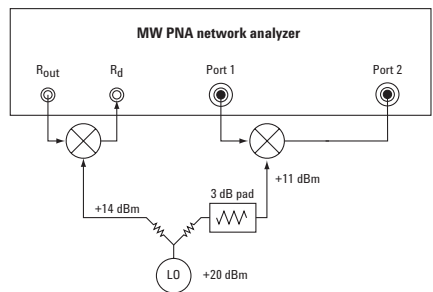 MW PNA network analyzer
Rout
Rd
Port 1
Port 2
3 dB pad
+14 dBm
+11 dBm
LO
+20 dBm